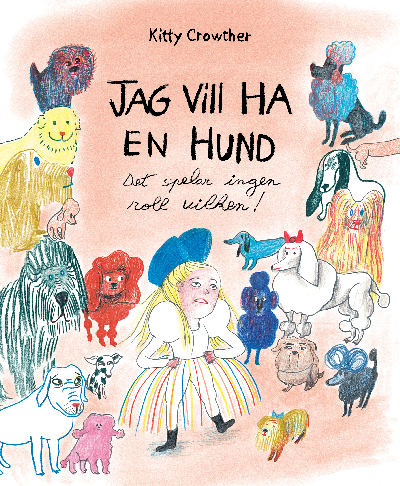 Kitty Crowther
JAG Vill HA
EN HUND
Det spelar ingen
roll vilken!